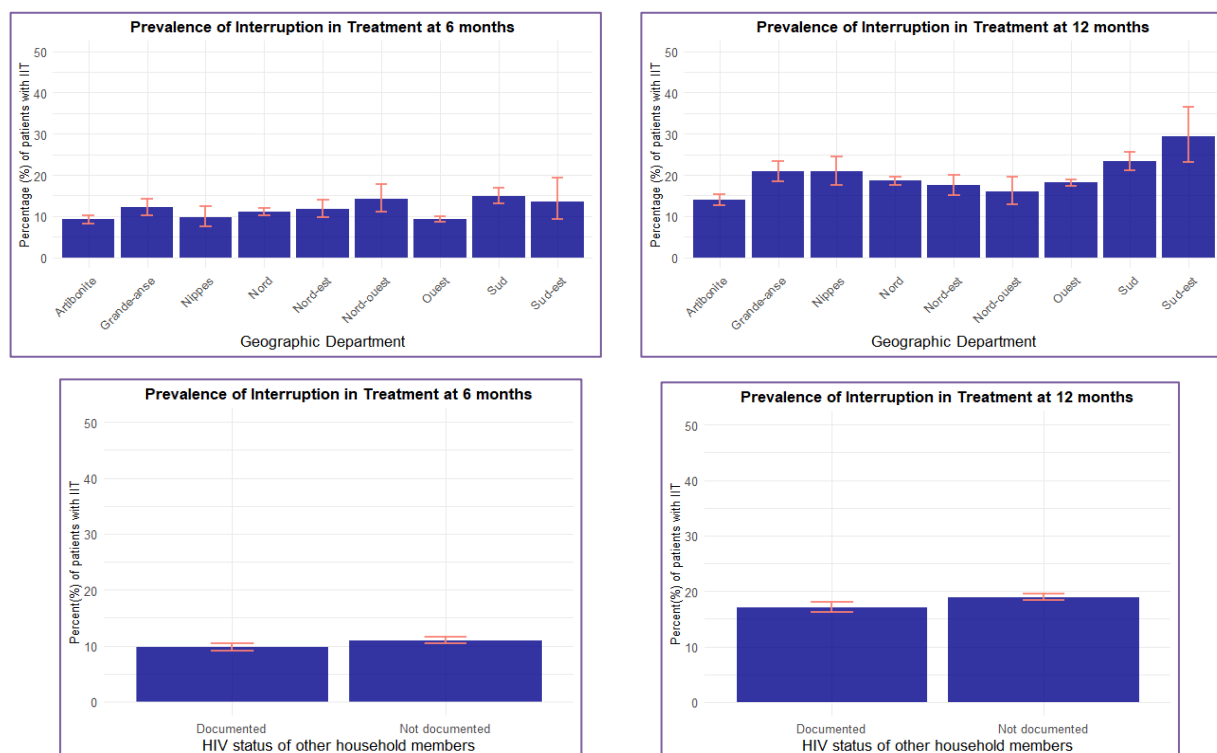 Prevalence of Interruption in Treatment at 6 months
Percentage (%) of patients with IIT
50
40
30
20
10
0
Artibonite
Grande-anse
Nippes
Nord
Nord-est
Nord-ouest
Ouest
Sud
Sud-est
Geographic Department
Prevalence of Interruption in Treatment at 12 months
Percentage (%) of patients with IIT
50
40
30
20
10
0
Artibonite
Grande-anse
Nippes
Nord
Nord-est
Nord-ouest
Ouest
Sud
Sud-est
Geographic Department
Prevalence of Interruption in Treatment at 6 months
Percent(%) of patients with IIT
50
40
30
20
10
0
Documented
Not documented
HIV status of other household members
Prevalence of Interruption in Treatment at 12 months
Percent(%) of patients with IIT
50
40
30
20
10
0
Documented
Not documented
HIV status of other household members